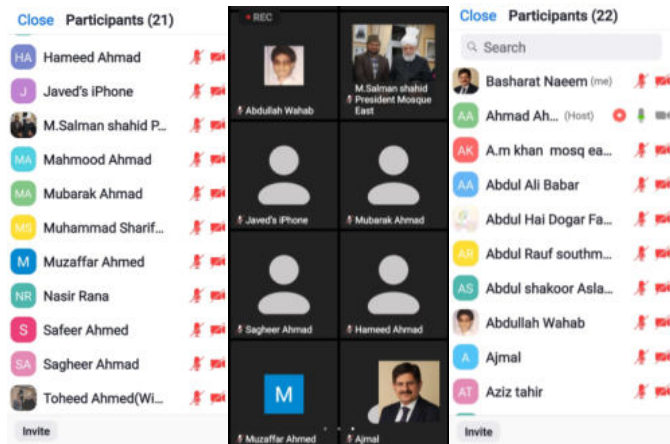 Close Participants (21)
HA Hameed Ahmad
J Javed's iPhone
M.Salman shahid P...
MA Mahmood Ahmad
MA Mubarak Ahmad
MS Muhammad Sharif...
M Muzaffar Ahmed
NR Nasir Rana
S Safeer Ahmed
SA Sagheer Ahmad
Toheed Ahmed(Wi...
Invite
REC
Abdullah Wahab
M.Salman shahid
President Mosque
East
Javed's iPhone
Mubarak Ahmad
Sagheer Ahmad
Hameed Ahmad
M
Muzaffar Ahmed
Ajmal
Close Participants (22)
Search
Basharat Naeem (me)
AA Ahmad Ah... (Host)
AK A.m khan mosq ea...
AA Abdul Ali Babar
Abdul Hai Dogar Fa...
AR Abdul Rauf southm...
AS Abdul shakoor Asla...
Abdullah Wahab
A Ajmal
AT Aziz tahir
Invite